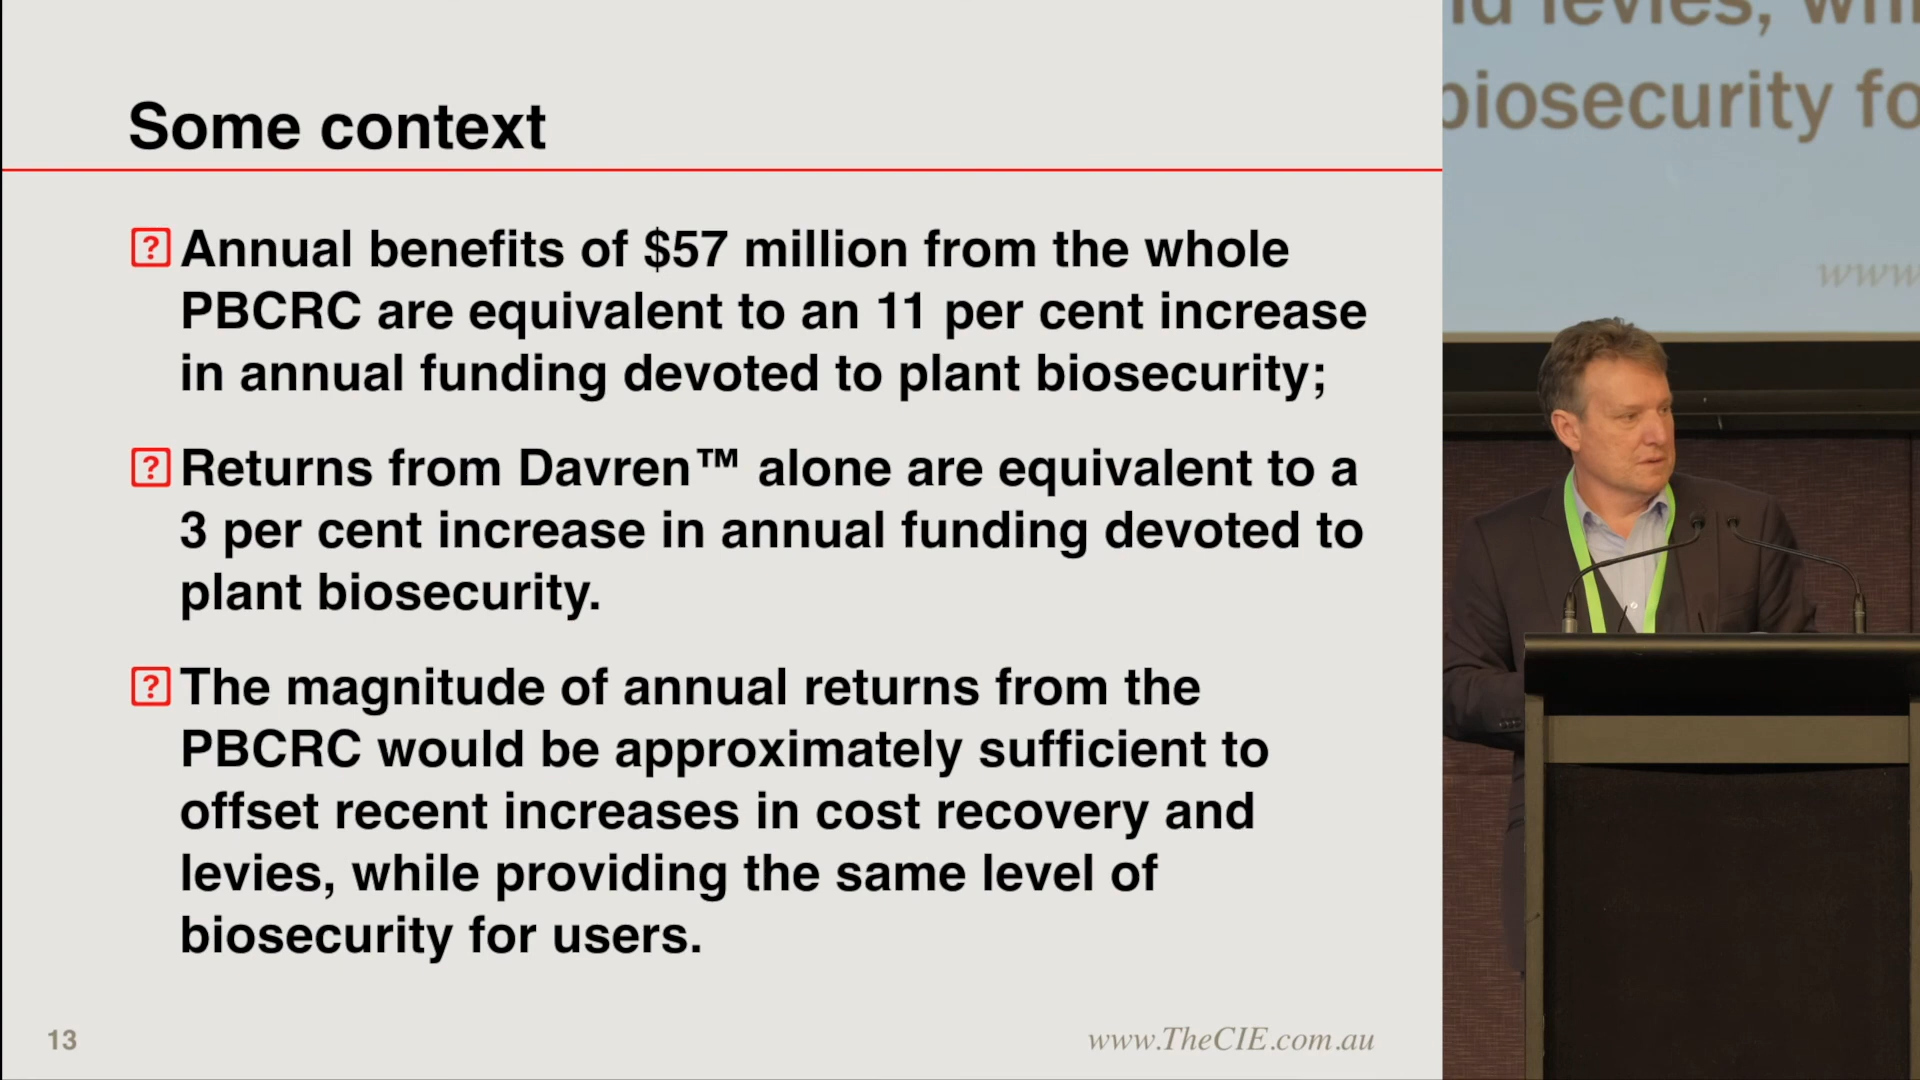 Some context
Annual benefits of $57 million from the whole
PBCRC are equivalent to an 11 per cent increase
in annual funding devoted to plant biosecurity;
Returns from Davren™ alone are equivalent to a
3 per cent increase in annual funding devoted to
plant biosecurity.
The magnitude of annual returns from the
PBCRC would be approximately sufficient to
offset recent increases in cost recovery and
levies, while providing the same level of
biosecurity for users.
13
www.TheCIE.com.au
levies,
biosecurity fo
www